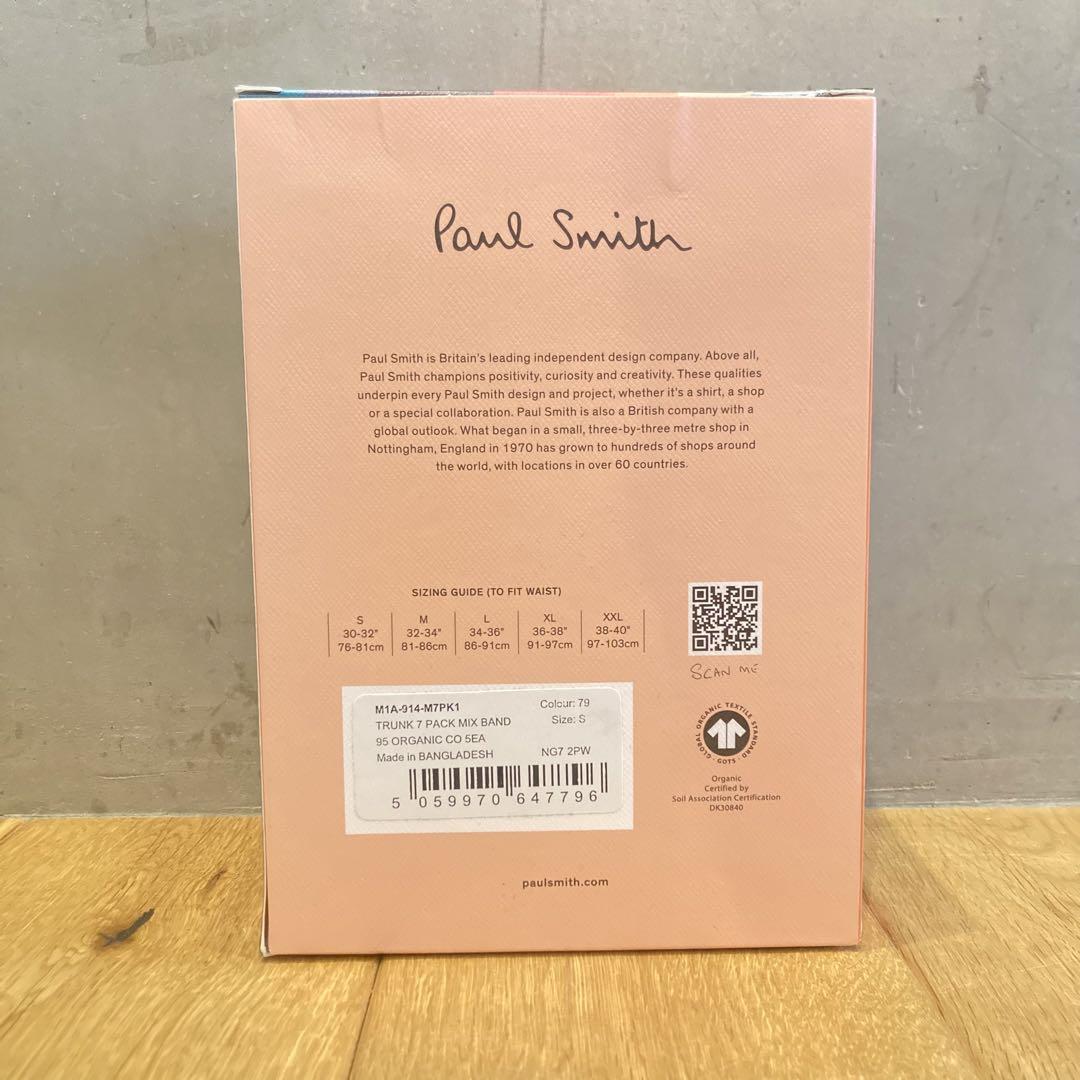 Paul Smith
Paul Smith is Britain's leading independent design company. Above all,
Paul Smith champions positivity, curiosity and creativity. These qualities
underpin every Paul Smith design and project, whether it's a shirt, a shop
or a special collaboration. Paul Smith is also a British company with a
global outlook. What began in a small, three-by-three metre shop in
Nottingham, England in 1970 has grown to hundreds of shops around
the world, with locations in over 60 countries.
SIZING GUIDE (TO FIT WAIST)
S M L XL XXL
30-32" 32-34" 34-36" 36-38" 38-40"
76-81cm 81-86cm 86-91cm 91-97cm 97-103cm
SCAN ME
M1A-914-M7PK1 Colour: 79
TRUNK 7 PACK MIX BAND Size: S
95 ORGANIC CO 5EA
Made in BANGLADESH NG7 2PW
5 059970 647796
GLOBAL ORGANIC TEXTILE STANDARD
· GOTS ·
Organic
Certified by
Soil Association Certification
DK30840
paulsmith.com